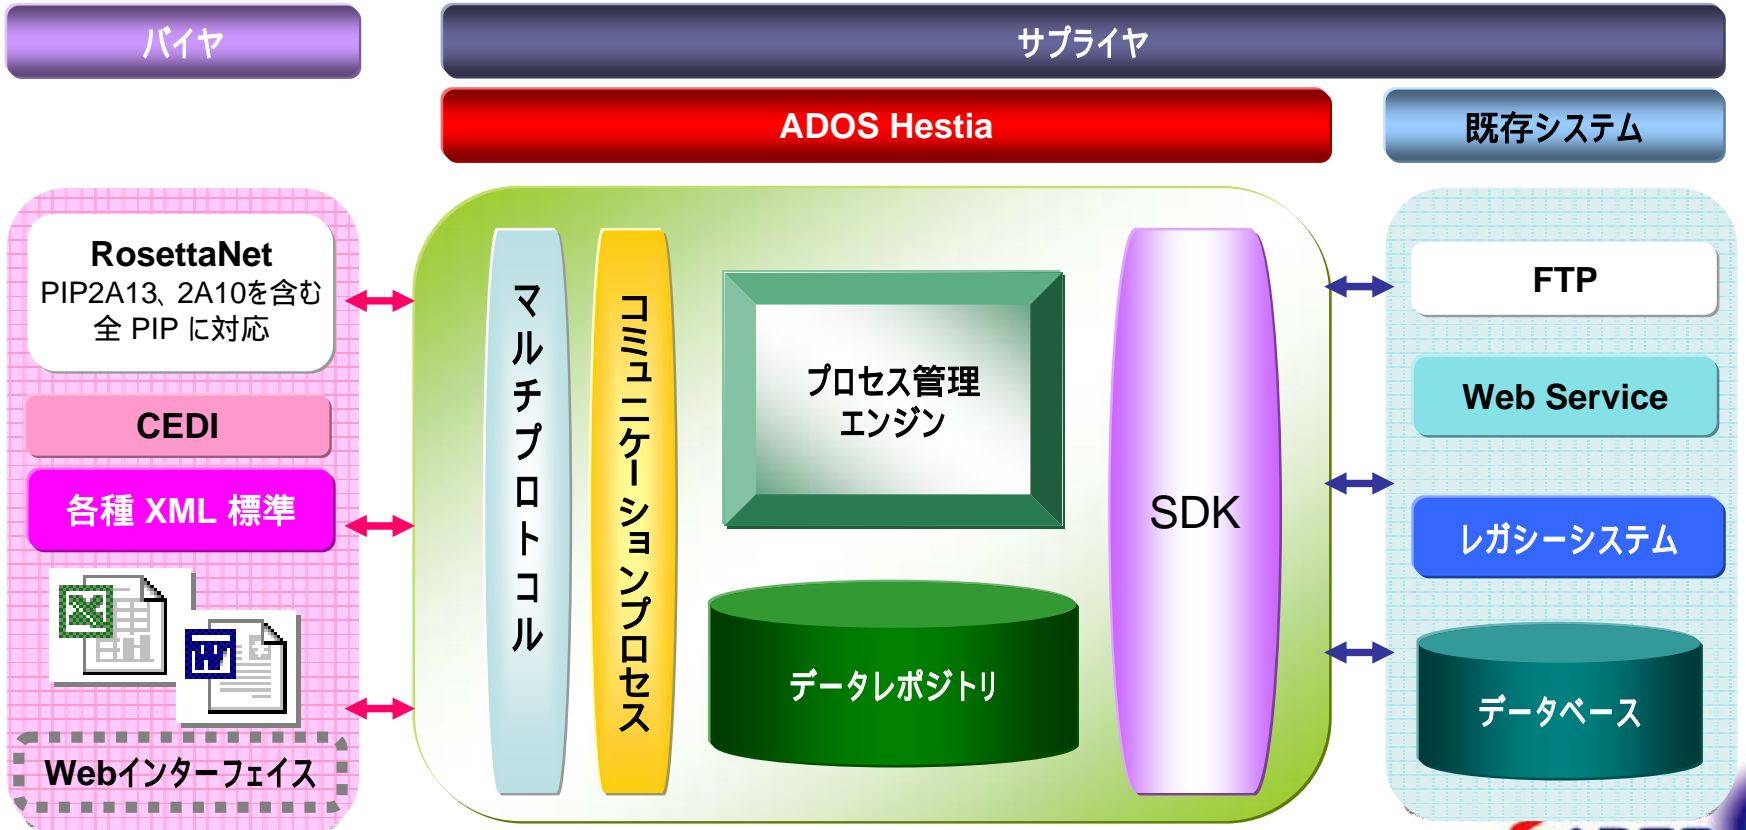 バイヤ
サプライヤ
ADOS Hestia
既存システム
RosettaNet
PIP2A13、2A10を含む
全 PIP に対応
CEDI
各種 XML 標準
Webインターフェイス
マルチプロトコル
コミュニケーションプロセス
プロセス管理
エンジン
データレポジトリ
SDK
FTP
Web Service
レガシーシステム
データベース